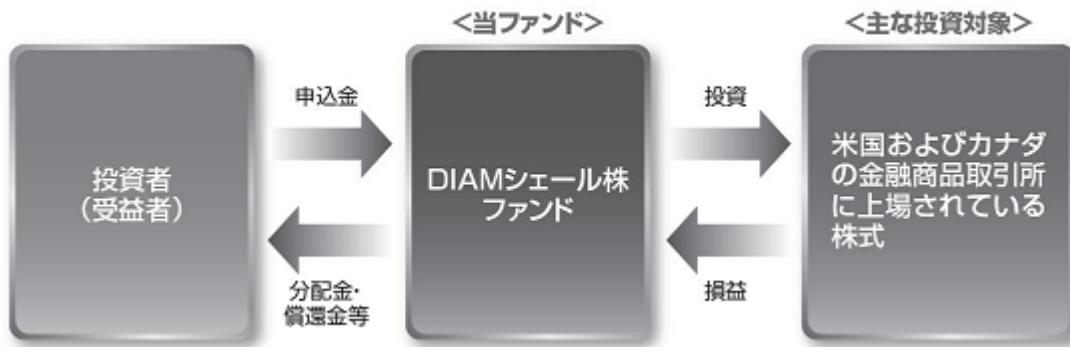 <当ファンド>
<主な投資対象>
投資者
（受益者）
申込金
分配金・
償還金等
DIAMシェール株
ファンド
投資
損益
米国およびカナダ
の金融商品取引所
に上場されている
株式